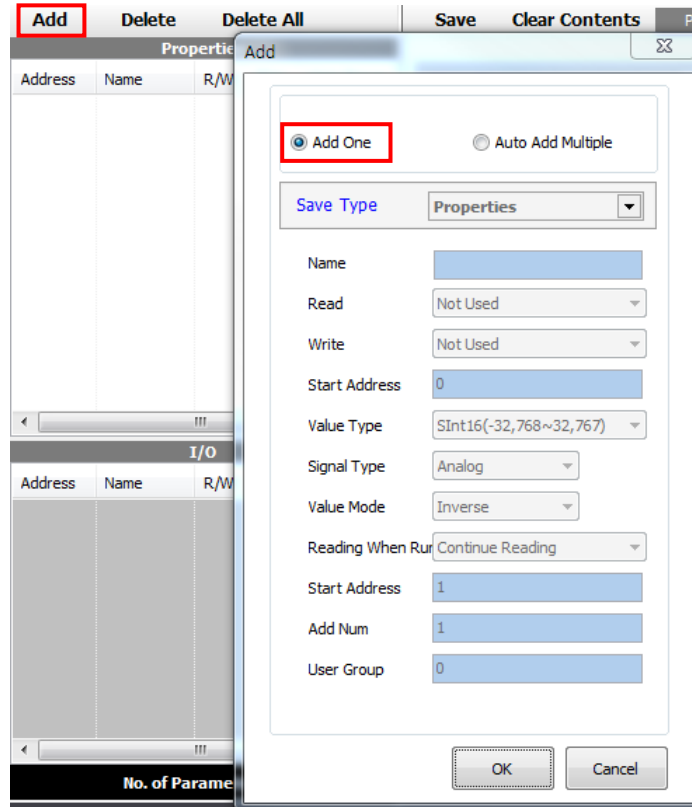 Add Delete Delete All Save Clear Contents
Add
Address Name R/W
Add One Auto Add Multiple
Save Type Properties
Name
Read Not Used
Write Not Used
Start Address 0
Value Type SInt16(-32,768~32,767)
I/O
Signal Type Analog
Address Name R/W
Value Mode Inverse
Reading When Rur Continue Reading
Start Address 1
Add Num 1
User Group 0
OK Cancel
No. of Parame